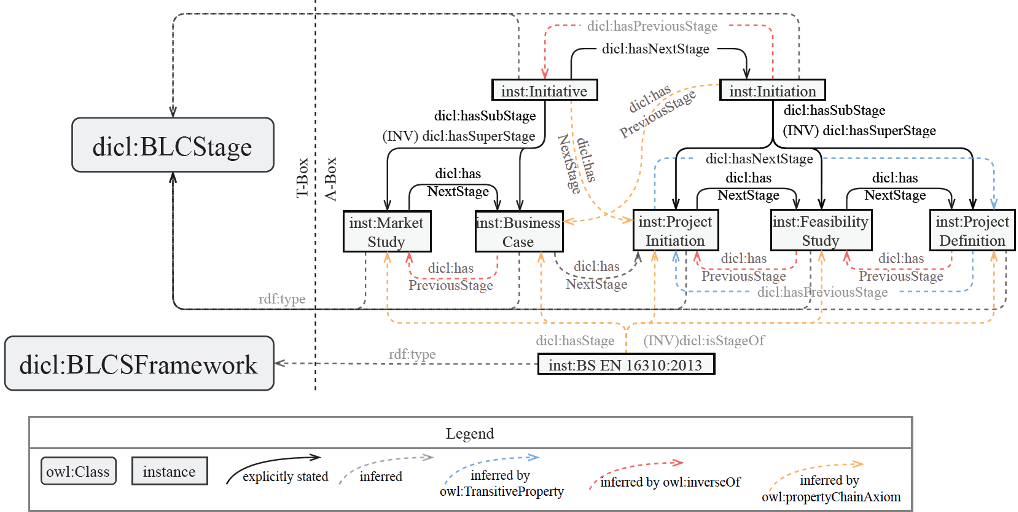 dicl:hasPreviousStage
dicl:hasNextStage
inst:Initiative
inst:Initiation
dicl:has
PreviousStage
dicl:hasSubStage
(INV) dicl:hasSuperStage
dicl:hasSubStage
(INV) dicl:hasSuperStage
dicl:BLCStage
T-Box
A-Box
dicl:has
NextStage
dicl:hasNextStage
dicl:has
NextStage
dicl:has
NextStage
dicl:has
NextStage
inst:Market
Study
inst:Business
Case
inst:Project
Initiation
inst:Feasibility
Study
inst:Project
Definition
dicl:has
PreviousStage
dicl:has
NextStage
dicl:has
PreviousStage
dicl:has
PreviousStage
dicl:hasPreviousStage
rdf:type
dicl:hasStage
(INV)dicl:isStageOf
dicl:BLCSFramework
rdf:type
inst:BS EN 16310:2013
Legend
owl:Class
instance
explicitly stated
inferred
inferred by
owl:TransitiveProperty
inferred by owl:inverseOf
inferred by
owl:propertyChainAxiom